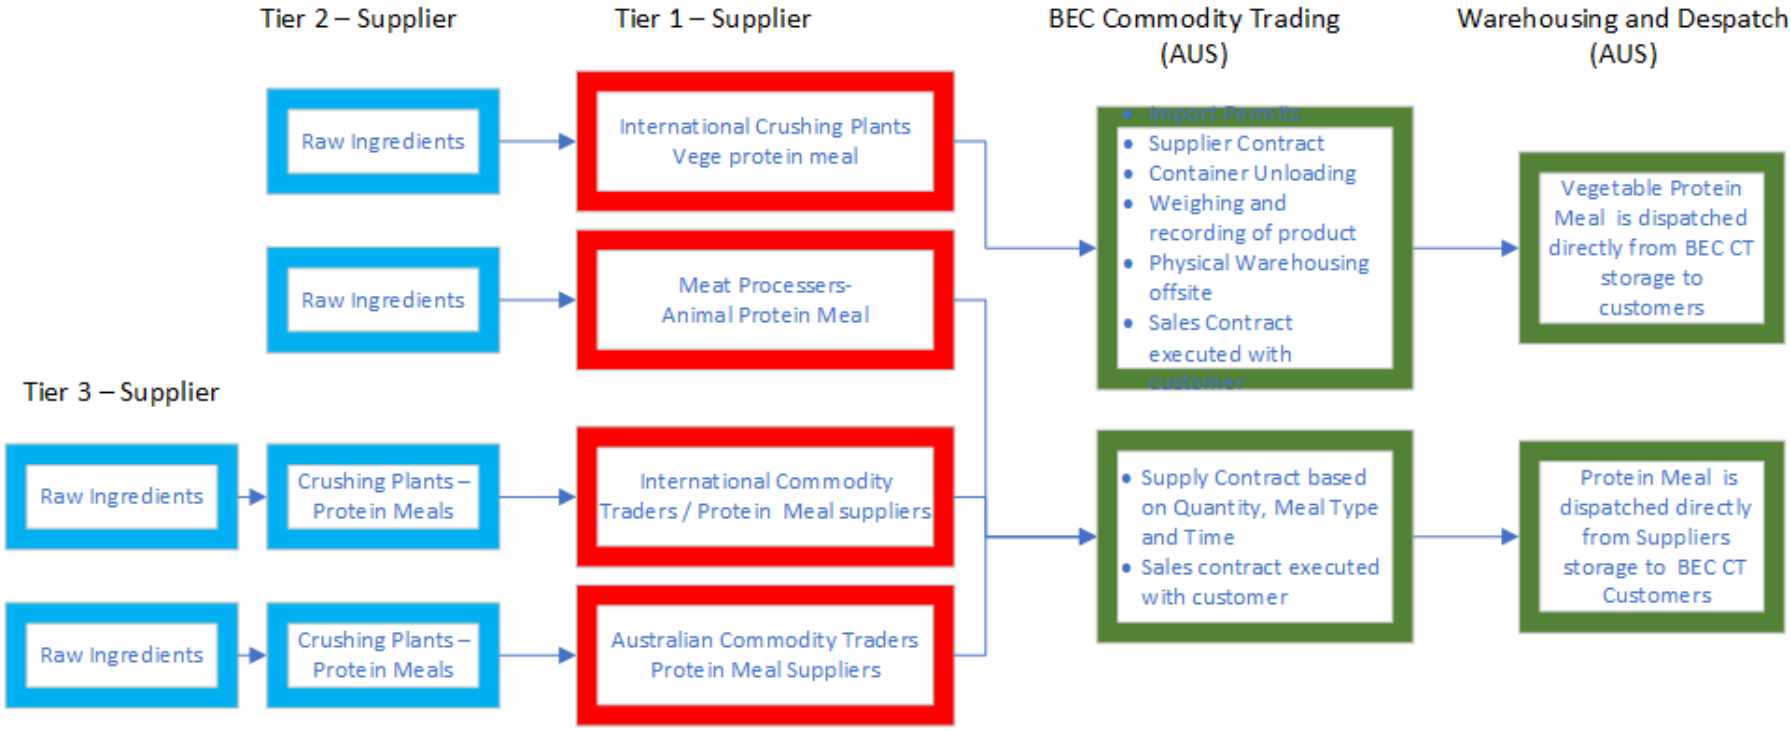 Tier 2 – Supplier
Tier 1 – Supplier
BEC Commodity Trading
(AUS)
Warehousing and Despatch
(AUS)
Raw Ingredients
International Crushing Plants
Vege protein meal
• Import Permits
• Supplier Contract
• Container Unloading
• Weighing and
recording of product
• Physical Warehousing
offsite
• Sales Contract
executed with
customer
Vegetable Protein
Meal is dispatched
directly from BEC CT
storage to
customers
Raw Ingredients
Meat Processers-
Animal Protein Meal
Tier 3 – Supplier
Raw Ingredients
Crushing Plants –
Protein Meals
International Commodity
Traders / Protein Meal suppliers
• Supply Contract based
on Quantity, Meal Type
and Time
• Sales contract executed
with customer
Protein Meal is
dispatched directly
from Suppliers
storage to BEC CT
Customers
Raw Ingredients
Crushing Plants –
Protein Meals
Australian Commodity Traders
Protein Meal Suppliers